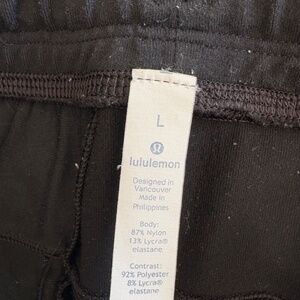 L
lululemon
Designed in
Vancouver
Made in
Philippines
Body:
87% Nylon
13% Lycra®
elastane
Contrast:
92% Polyester
8% Lycra®
elastane